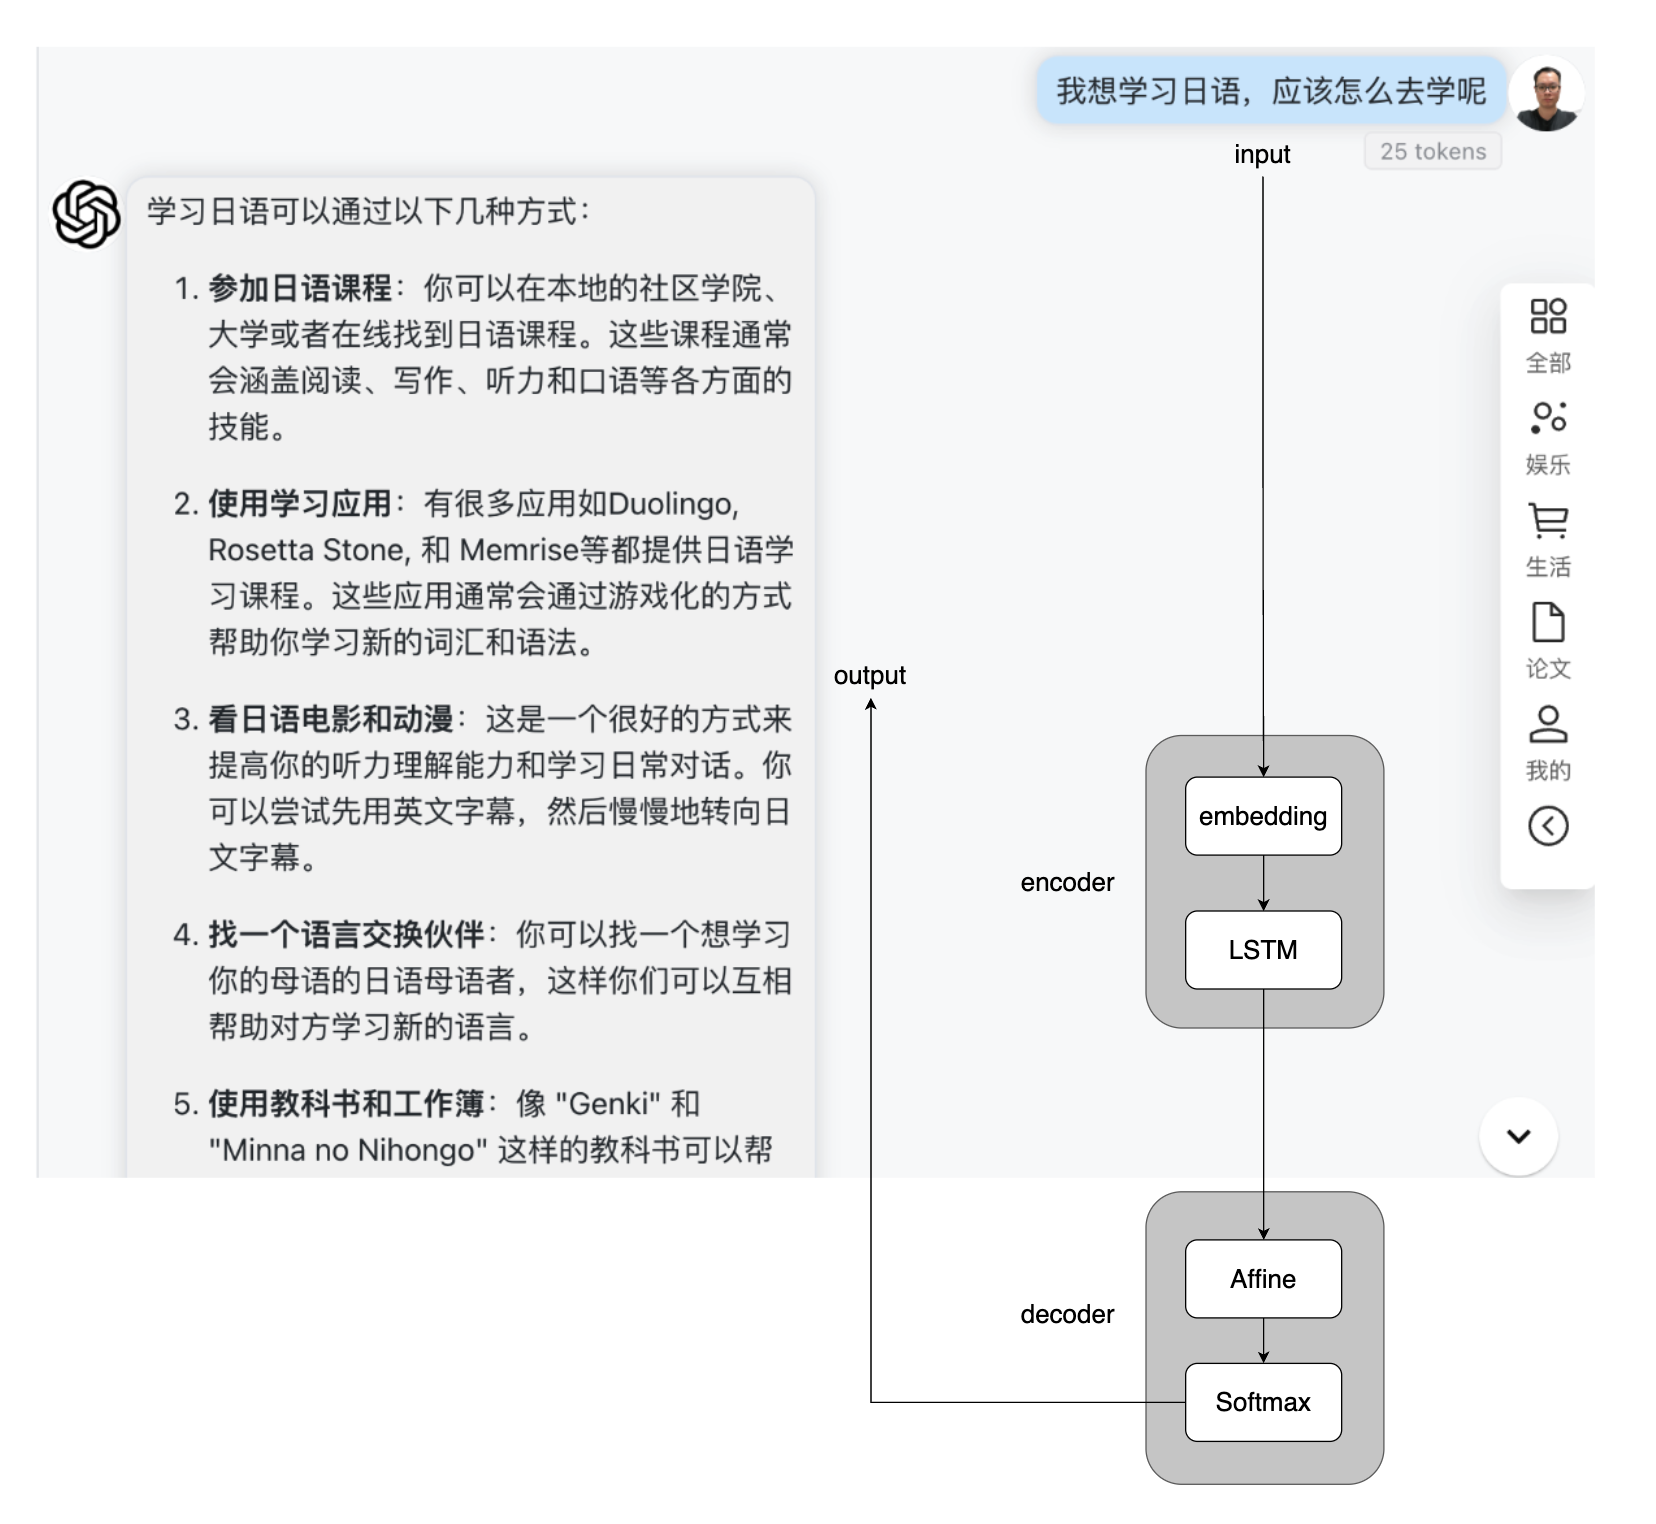 我想学习日语，应该怎么去学呢
25 tokens
input
学习日语可以通过以下几种方式：
1. 参加日语课程：你可以在本地的社区学院、
大学或者在线找到日语课程。这些课程通常
会涵盖阅读、写作、听力和口语等各方面的
技能。
2. 使用学习应用：有很多应用如Duolingo,
Rosetta Stone, 和 Memrise等都提供日语学
习课程。这些应用通常会通过游戏化的方式
帮助你学习新的词汇和语法。
3. 看日语电影和动漫：这是一个很好的方式来
提高你的听力理解能力和学习日常对话。你
可以尝试先用英文字幕，然后慢慢地转向日
文字幕。
4. 找一个语言交换伙伴：你可以找一个想学习
你的母语的日语母语者，这样你们可以互相
帮助对方学习新的语言。
5. 使用教科书和工作簿：像 "Genki" 和
"Minna no Nihongo" 这样的教科书可以帮
全部
娱乐
生活
论文
我的
output
encoder
embedding
LSTM
decoder
Affine
Softmax